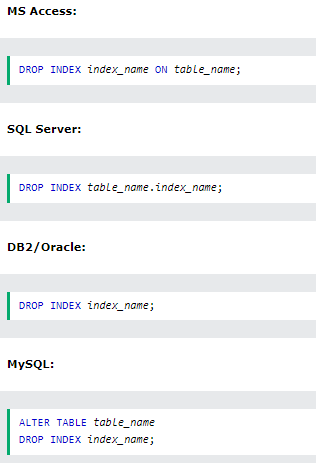 MS Access:
DROP INDEX index_name ON table_name;
SQL Server:
DROP INDEX table_name.index_name;
DB2/Oracle:
DROP INDEX index_name;
MySQL:
ALTER TABLE table_name
DROP INDEX index_name;